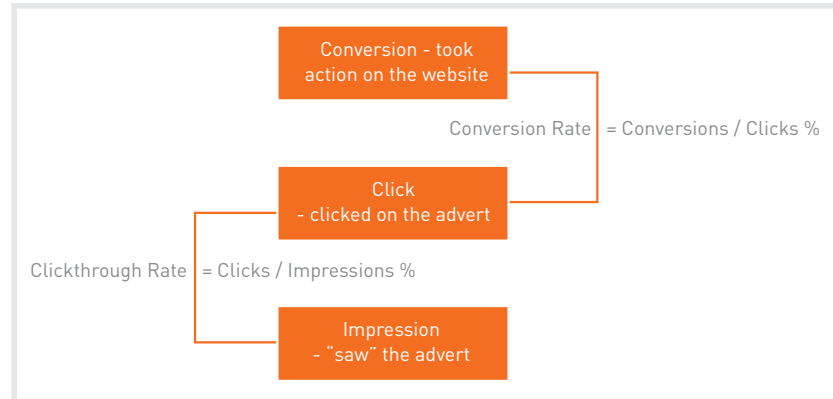 Conversion - took
action on the website
Conversion Rate = Conversions / Clicks %
Click
- clicked on the advert
Clickthrough Rate = Clicks / Impressions %
Impression
- “saw” the advert